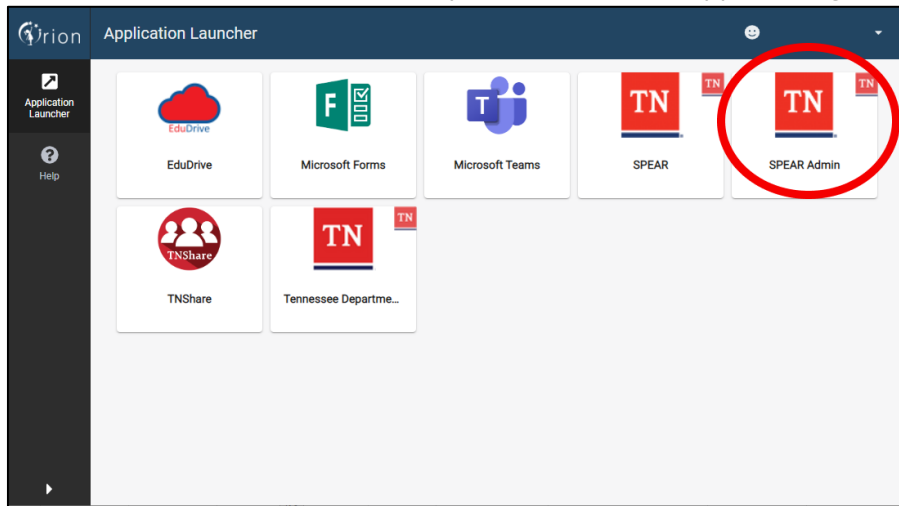 Orion
Application Launcher
Application
Launcher
Help
EduDrive
EduDrive
F
Microsoft Forms
T
Microsoft Teams
TN
TN
SPEAR
TN
TN
SPEAR Admin
TNShare
TNShare
TN
TN
Tennessee Departme...